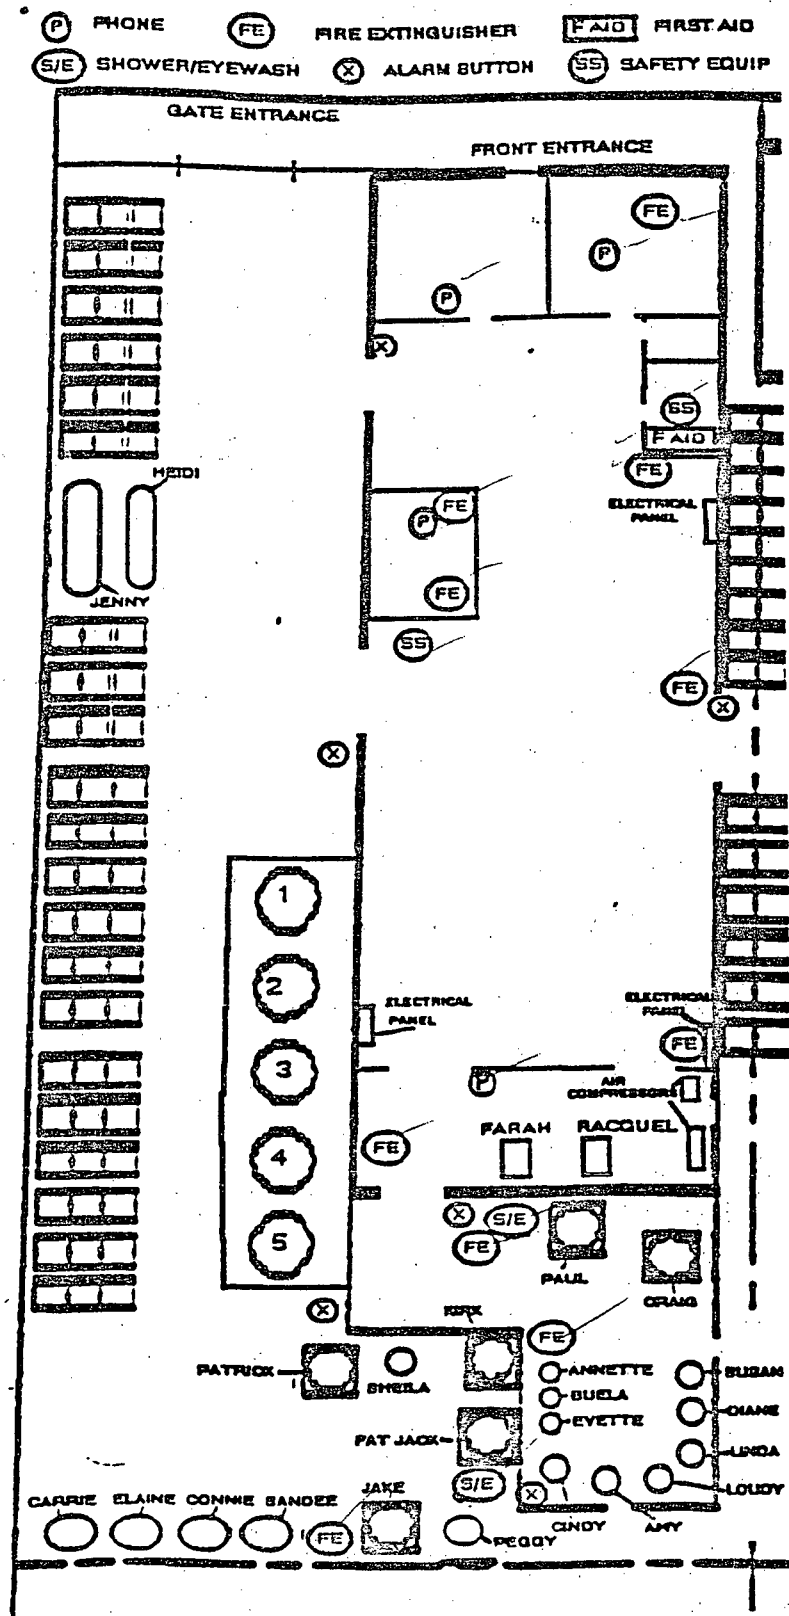 P PHONE FE FIRE EXTINGUISHER F AID FIRST AID
S/E SHOWER/EYEWASH X ALARM BUTTON SS SAFETY EQUIP
GATE ENTRANCE
FRONT ENTRANCE
FE
P
P
X
SS
F AID
FE
HEIDI
FE
P
ELECTRICAL
PANEL
FE
JENNY
SS
FE
X
X
1
2
ELECTRICAL
PANEL
ELECTRICAL
PANEL
FE
3
P
AIR
COMPRESSORS
FARAH
RACQUEL
FE
4
X
S/E
FE
5
PAUL
CRAIG
X
KIRK
FE
PATRICK
SHEILA
ANNETTE
SUSAN
BUELA
DIANE
EVETTE
PAT JACK
LINDA
S/E
X
LOUDY
CARRIE ELAINE CONNIE SANDEE
JAKE
FE
CINDY
AMY
PEGGY